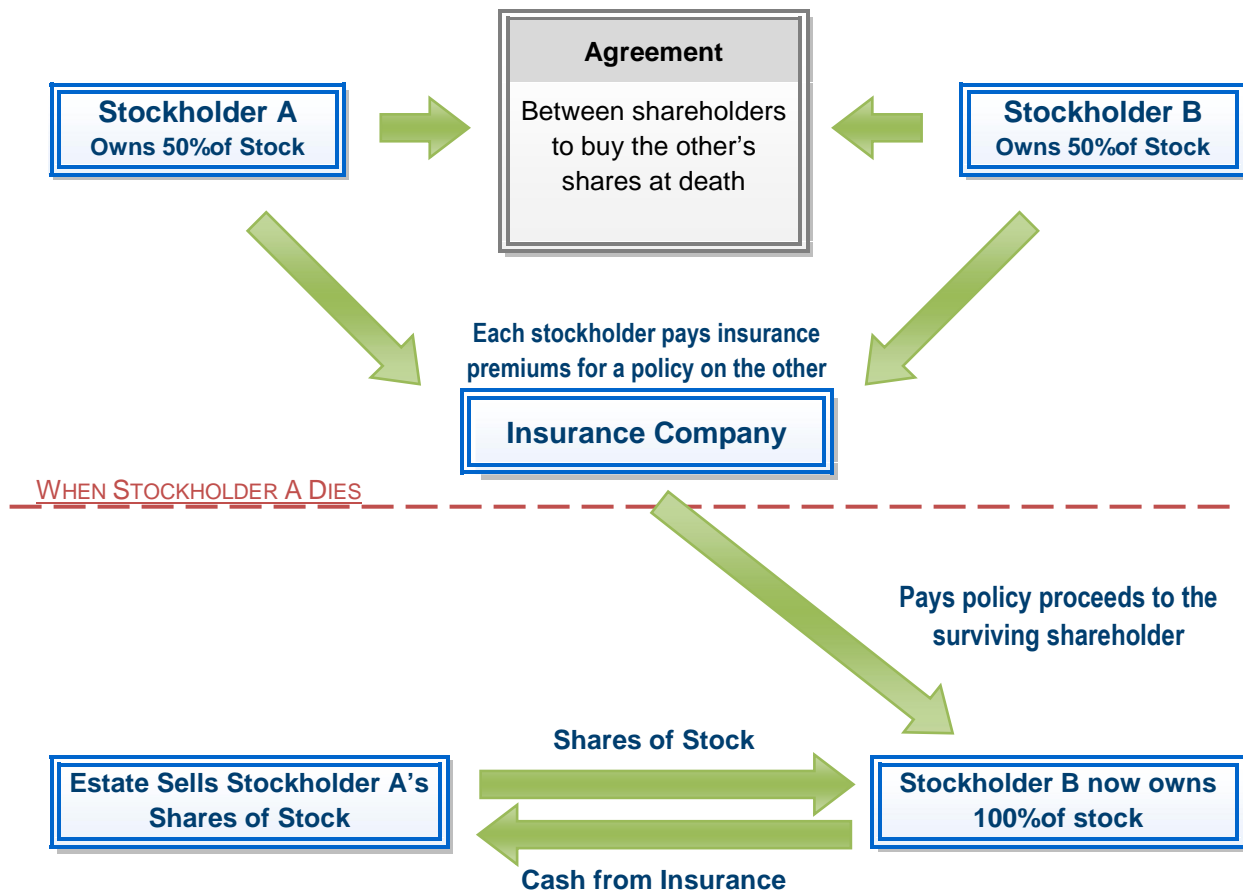 Agreement
Between shareholders
to buy the other’s
shares at death
Stockholder A
Owns 50%of Stock
Stockholder B
Owns 50%of Stock
Each stockholder pays insurance
premiums for a policy on the other
Insurance Company
WHEN STOCKHOLDER A DIES
Pays policy proceeds to the
surviving shareholder
Shares of Stock
Estate Sells Stockholder A’s
Shares of Stock
Stockholder B now owns
100%of stock
Cash from Insurance